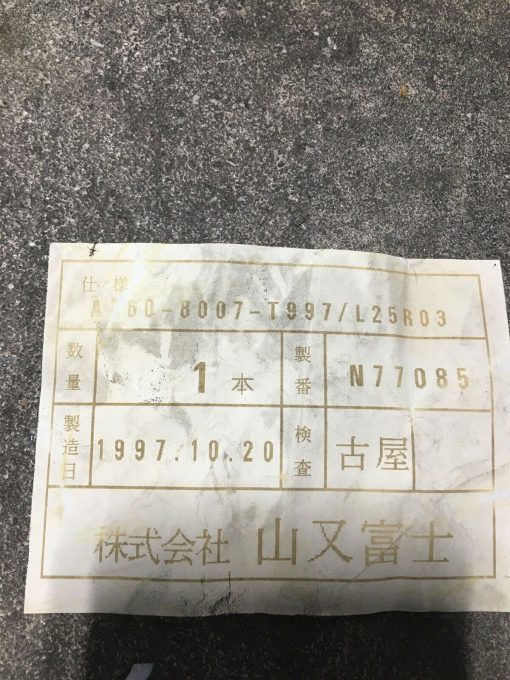 仕様
AT60-8007-T997/L25R03
数量 1本 製番 N77085
製造日 1997.10.20 検査 古屋
株式会社 山又富士